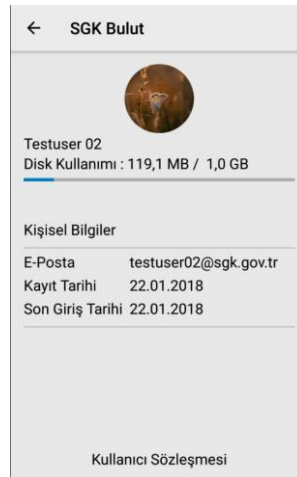 SGK Bulut
Testuser 02
Disk Kullanımı : 119,1 MB / 1,0 GB
Kişisel Bilgiler
E-Posta testuser02@sgk.gov.tr
Kayıt Tarihi 22.01.2018
Son Giriş Tarihi 22.01.2018
Kullanıcı Sözleşmesi